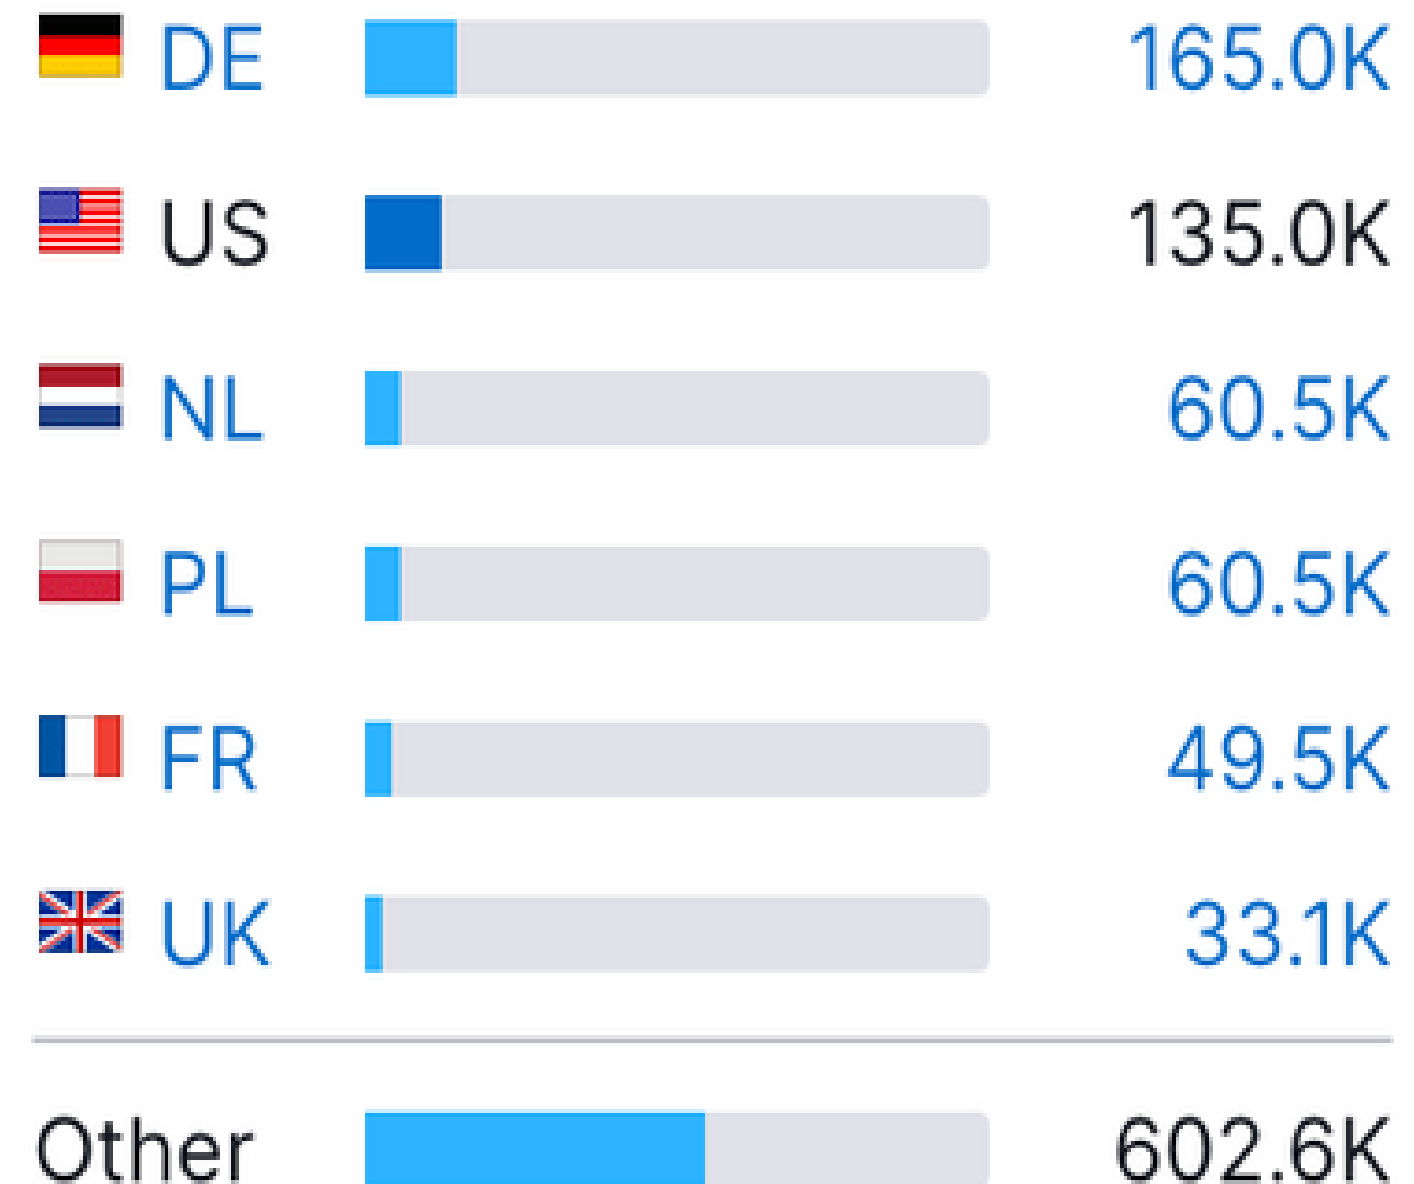 DE 165.0K
US 135.0K
NL 60.5K
PL 60.5K
FR 49.5K
UK 33.1K
Other 602.6K